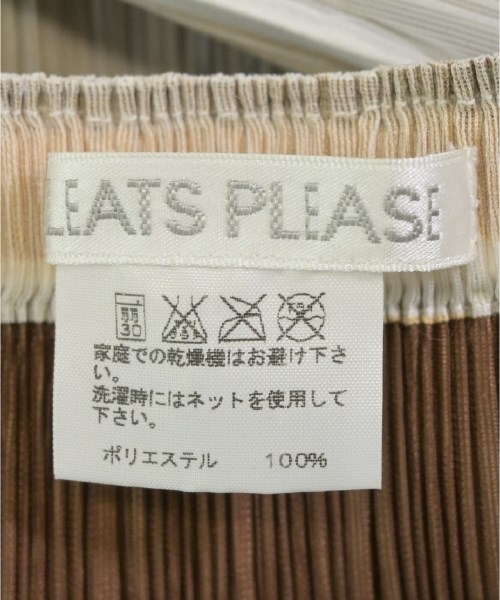 LEATS PLEASE
弱
30
家庭での乾燥機はお避け下さ
い。
洗濯時にはネットを使用して
下さい。
ポリエステル 100%